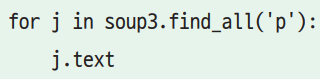 for j in soup3.find_all('p'):
    j.text